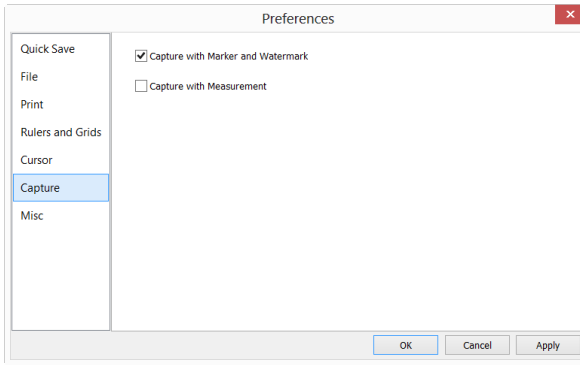 Preferences
Quick Save
File
Print
Rulers and Grids
Cursor
Capture
Misc
Capture with Marker and Watermark
Capture with Measurement
OK
Cancel
Apply